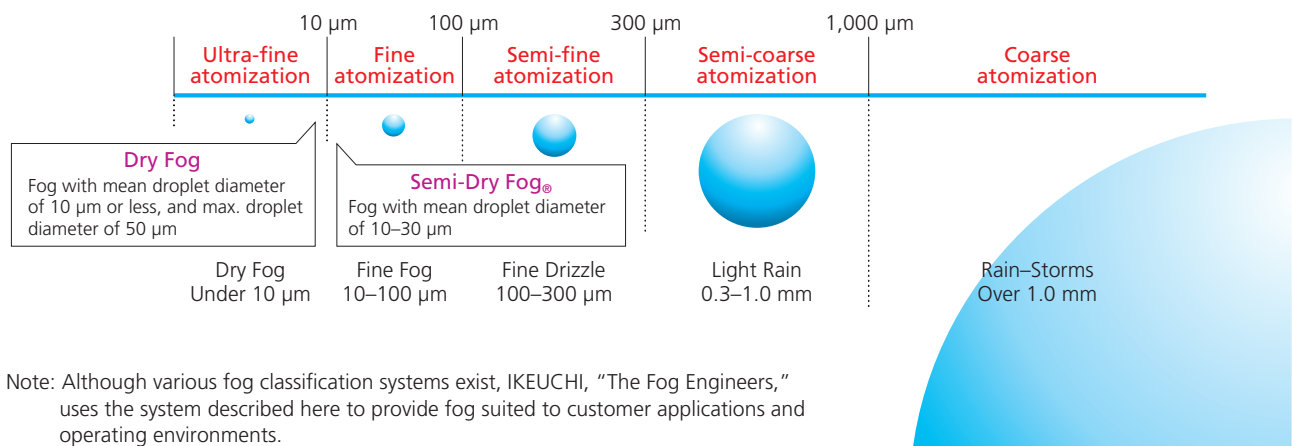 10 μm
100 μm
300 μm
1,000 μm
Ultra-fine
atomization
Fine
atomization
Semi-fine
atomization
Semi-coarse
atomization
Coarse
atomization
Dry Fog
Fog with mean droplet diameter
of 10 μm or less, and max. droplet
diameter of 50 μm
Semi-Dry Fog®
Fog with mean droplet diameter
of 10–30 μm
Dry Fog
Under 10 μm
Fine Fog
10–100 μm
Fine Drizzle
100–300 μm
Light Rain
0.3–1.0 mm
Rain–Storms
Over 1.0 mm
Note: Although various fog classification systems exist, IKEUCHI, “The Fog Engineers,”
uses the system described here to provide fog suited to customer applications and
operating environments.